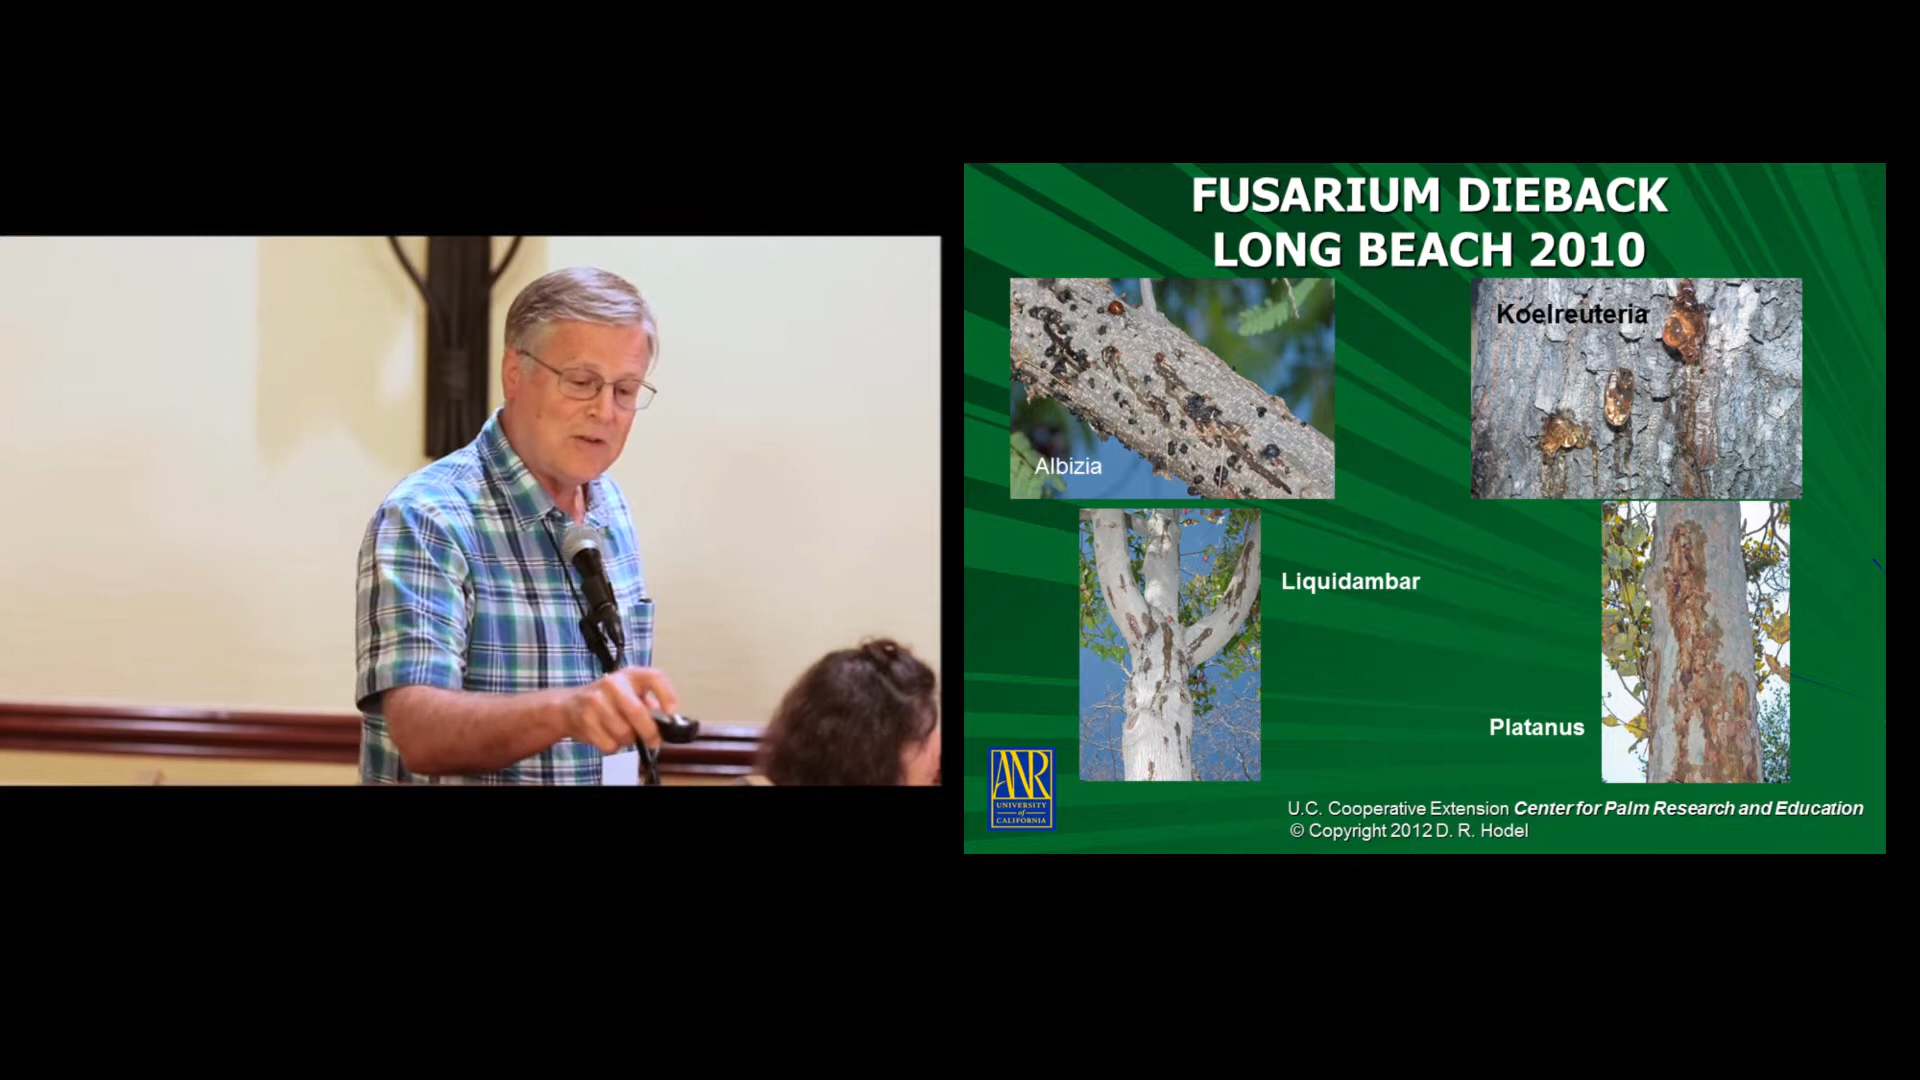 FUSARIUM DIEBACK
LONG BEACH 2010
Albizia
Koelreuteria
Liquidambar
Platanus
ANR
UNIVERSITY
of
CALIFORNIA
U.C. Cooperative Extension Center for Palm Research and Education
© Copyright 2012 D. R. Hodel